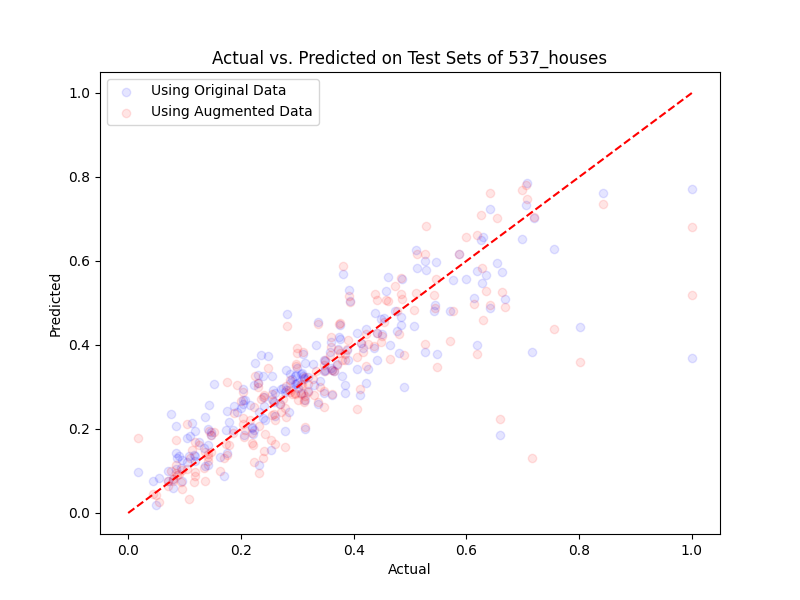 Actual vs. Predicted on Test Sets of 537_houses
Using Original Data
Using Augmented Data
1.0
0.8
0.6
0.4
0.2
0.0
Predicted
0.0 0.2 0.4 0.6 0.8 1.0
Actual